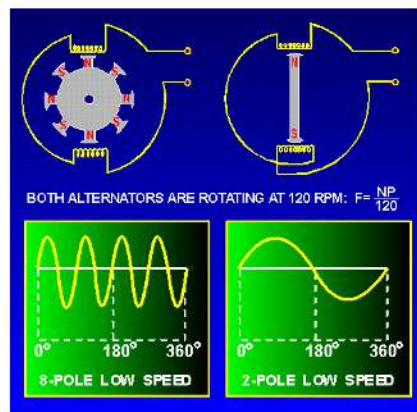 N
S S
N N
S S
N
N
S
BOTH ALTERNATORS ARE ROTATING AT 120 RPM: F= NP
120
0° 180° 360°
8-POLE LOW SPEED
0° 180° 360°
2-POLE LOW SPEED